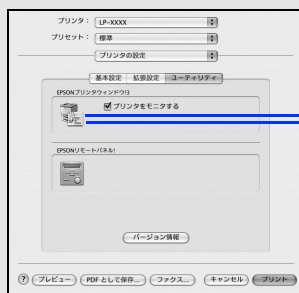 プリンタ： LP-XXXX
プリセット： 標準
プリンタの設定
基本設定 拡張設定 ユーティリティ
EPSONプリンタウィンドウ!3
プリンタをモニタする
EPSONリモートパネル!
バージョン情報
? プレビュー PDF として保存... ファクス... キャンセル プリント